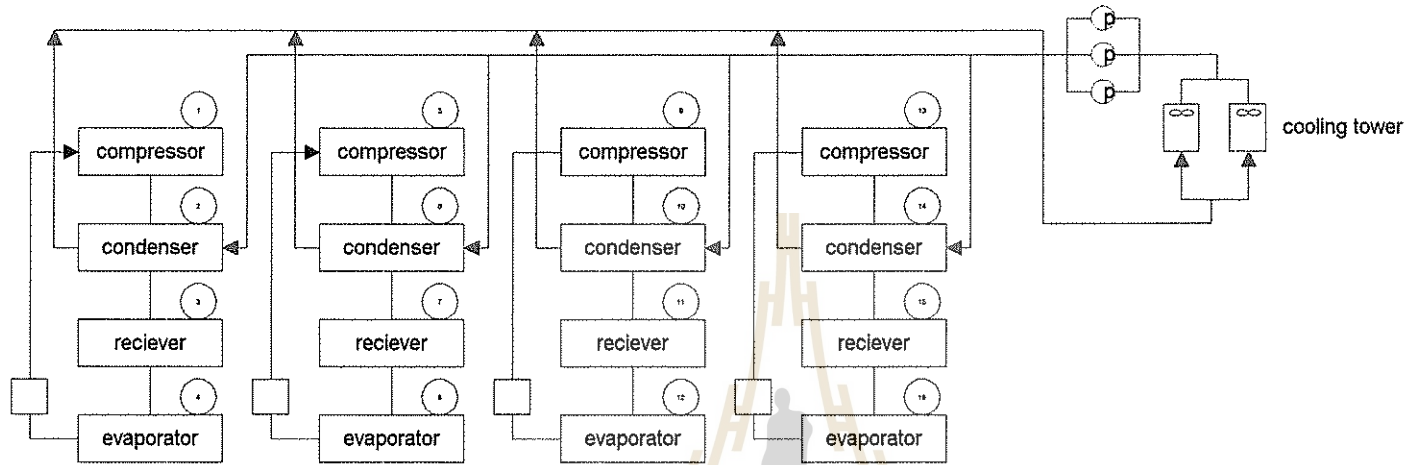 p
p
p
cooling tower
1
5
9
13
compressor compressor compressor compressor
2
6
10
14
condenser condenser condenser condenser
3
7
11
15
reciever reciever reciever reciever
4
8
12
16
evaporator evaporator evaporator evaporator